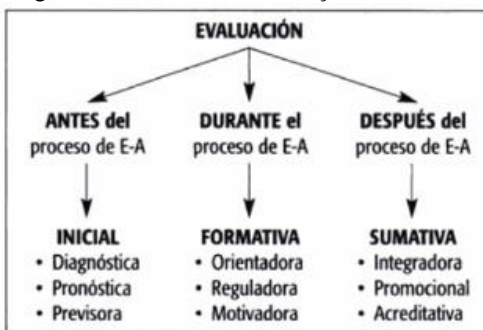 EVALUACIÓN
ANTES del
proceso de E-A
DURANTE el
proceso de E-A
DESPUÉS del
proceso de E-A
INICIAL
• Diagnóstica
• Pronóstica
• Previsora
FORMATIVA
• Orientadora
• Reguladora
• Motivadora
SUMATIVA
• Integradora
• Promocional
• Acreditativa